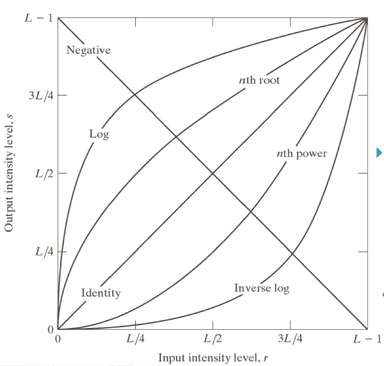 L − 1
Negative
nth root
3L/4
Log
nth power
L/2
L/4
Identity
Inverse log
0
0
L/4
L/2
3L/4
L − 1
Input intensity level, r
Output intensity level, s